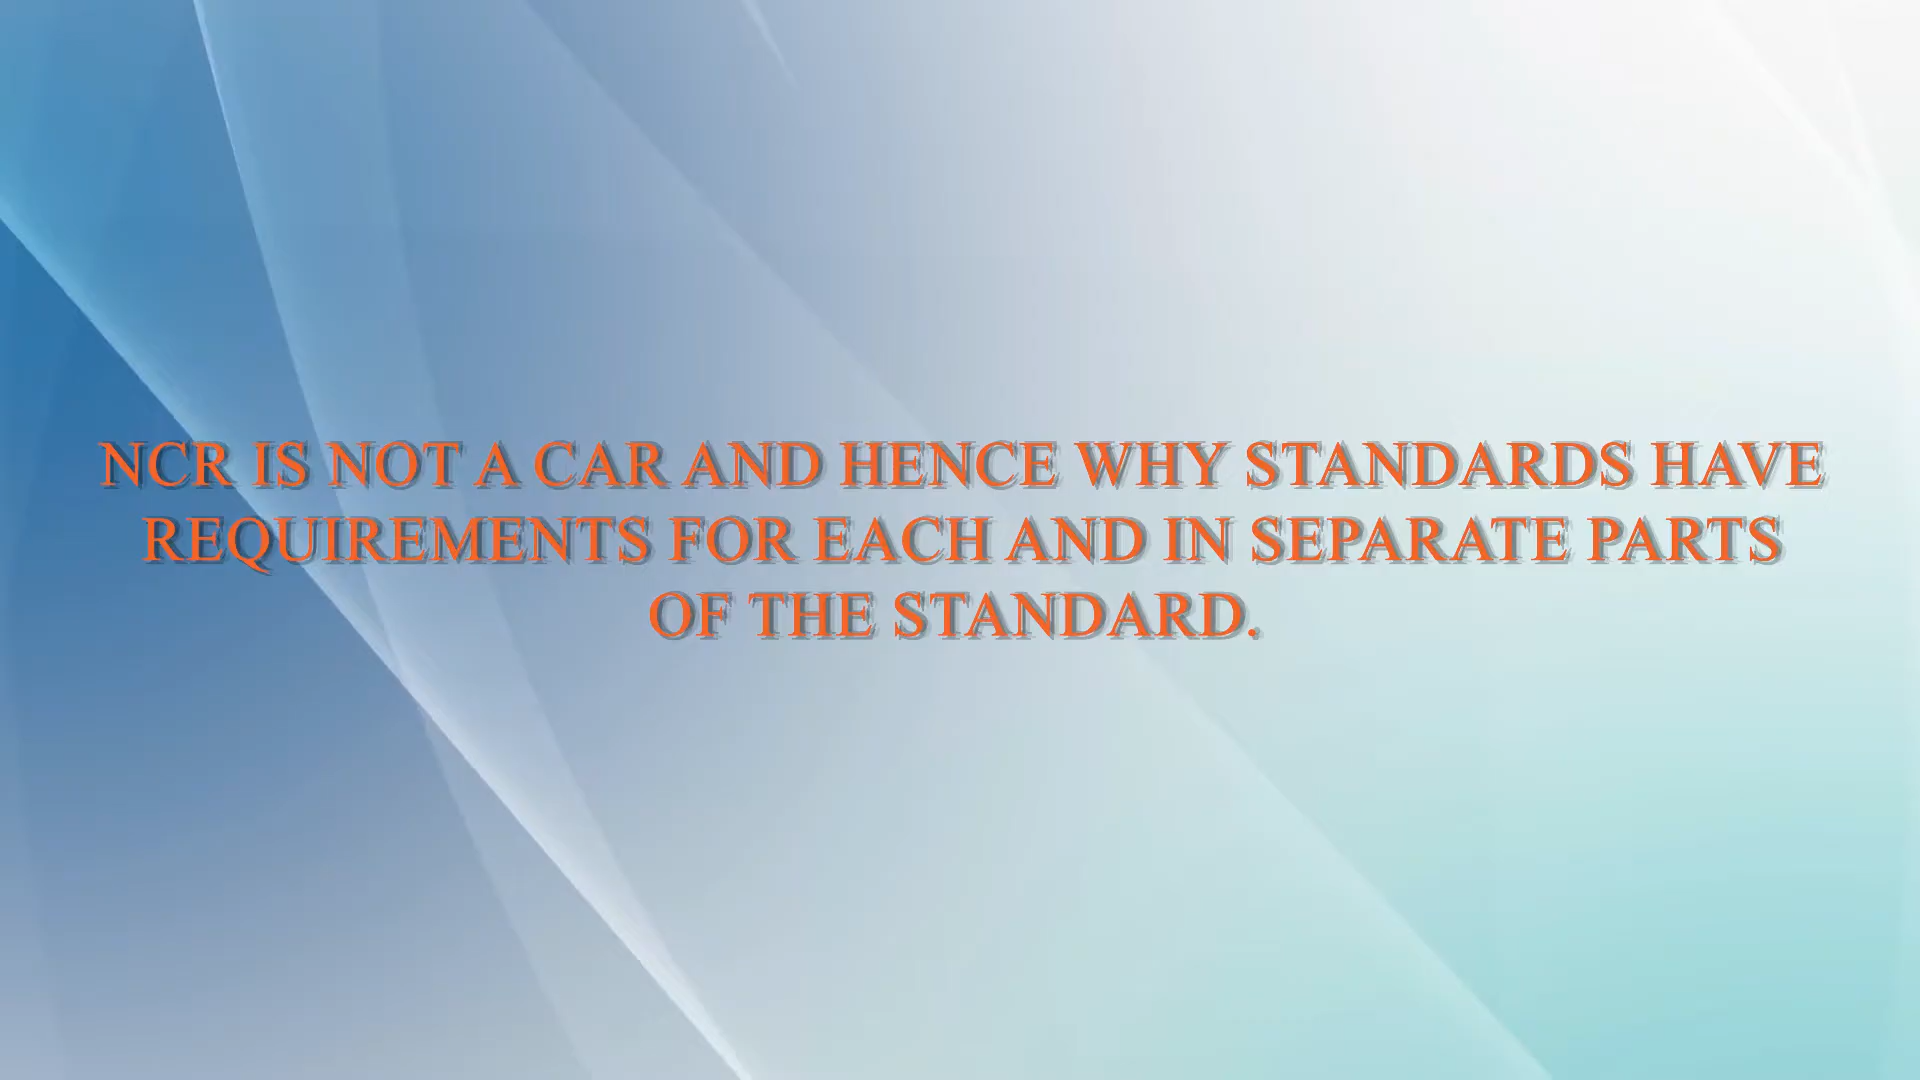 NCR IS NOT A CAR AND HENCE WHY STANDARDS HAVE
REQUIREMENTS FOR EACH AND IN SEPARATE PARTS
OF THE STANDARD.